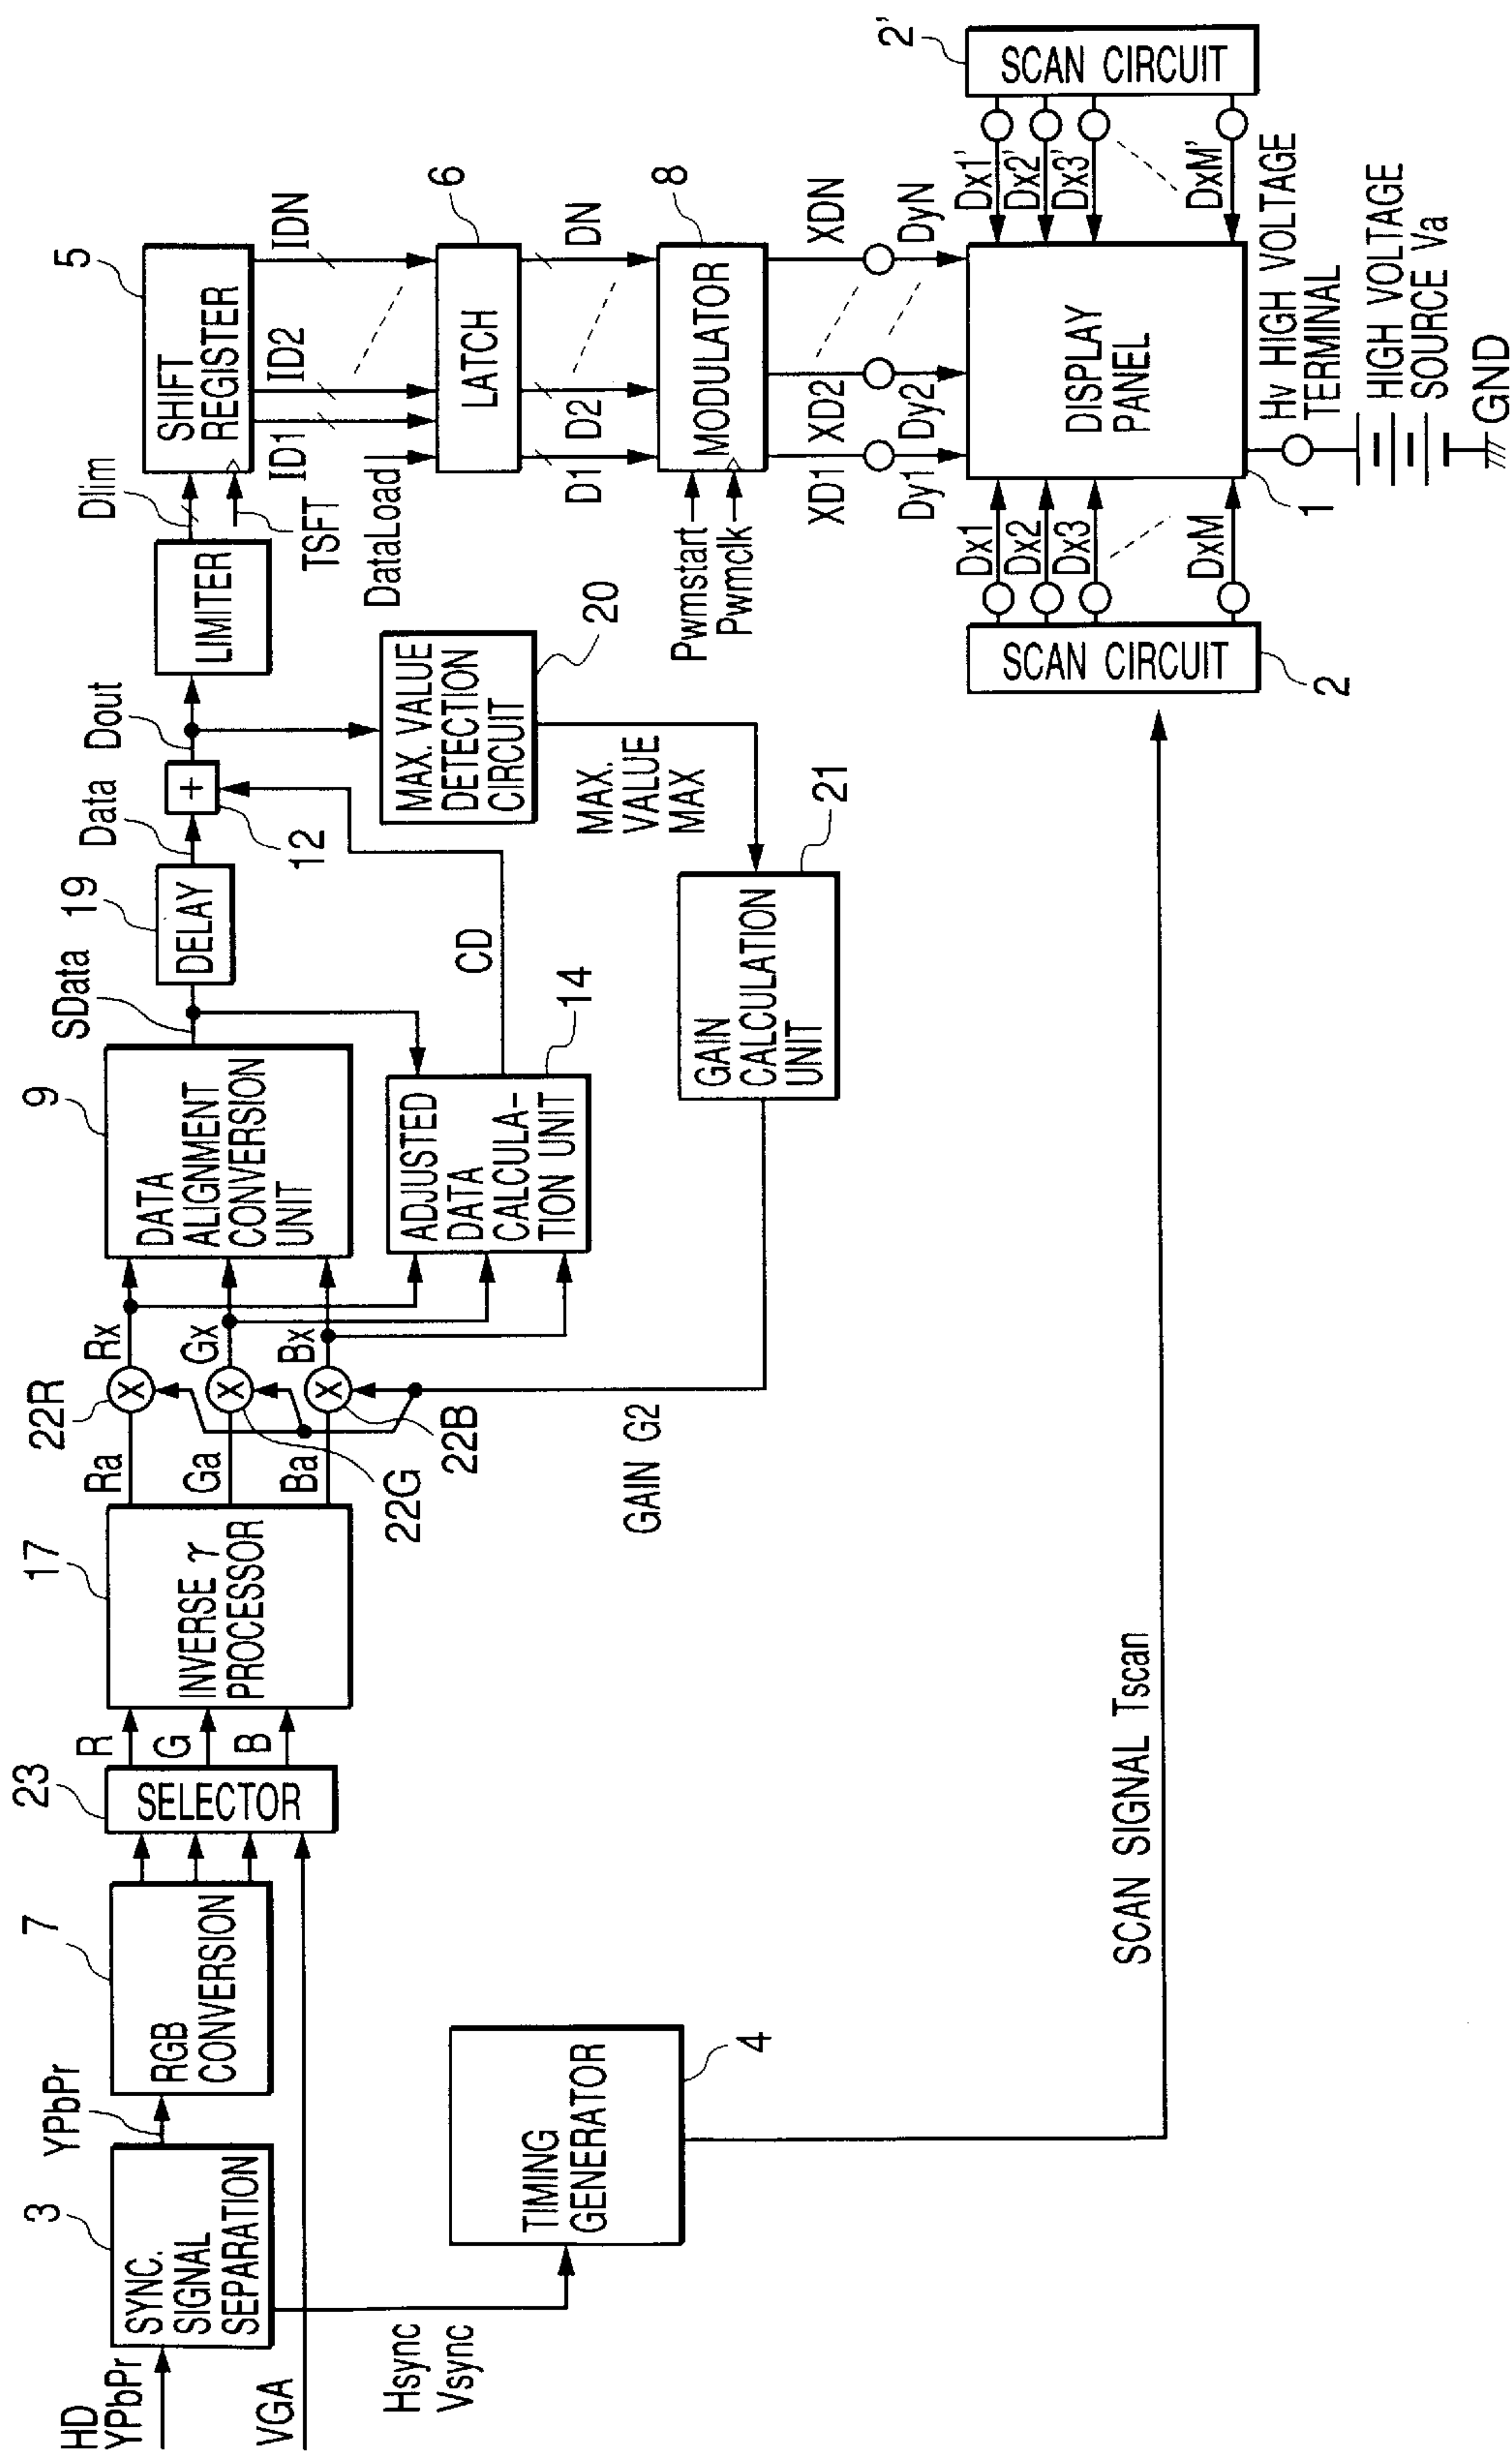 HD
YPbPr
VGA
3
SYNC.
SIGNAL
SEPARATION
YPbPr
7
RGB
CONVERSION
23
SELECTOR
R
G
B
17
INVERSE γ
PROCESSOR
Ra
Ga
Ba
22R
22G
22B
X
X
X
Rx
Gx
Bx
9
DATA
ALIGNMENT
CONVERSION
UNIT
SData
19
DELAY
Data
+
12
Dout
LIMITER
Dlim
5
SHIFT
REGISTER
TSFT
ID1
ID2
IDN
DataLoad
6
LATCH
D1
D2
DN
8
MODULATOR
Pwmstart
Pwmclk
XD1
XD2
XDN
Dy1
Dy2
DyN
ADJUSTED
DATA
CALCULA-
TION UNIT
14
CD
MAX. VALUE
DETECTION
CIRCUIT
20
MAX.
VALUE
MAX
21
GAIN
CALCULATION
UNIT
GAIN G2
Hsync
Vsync
TIMING
GENERATOR
4
SCAN SIGNAL Tscan
SCAN CIRCUIT
2
Dx1
Dx2
Dx3
DxM
DISPLAY
PANEL
1
Dx1'
Dx2'
Dx3'
DxM'
SCAN CIRCUIT
2'
Hv HIGH VOLTAGE
TERMINAL
HIGH VOLTAGE
SOURCE Va
GND